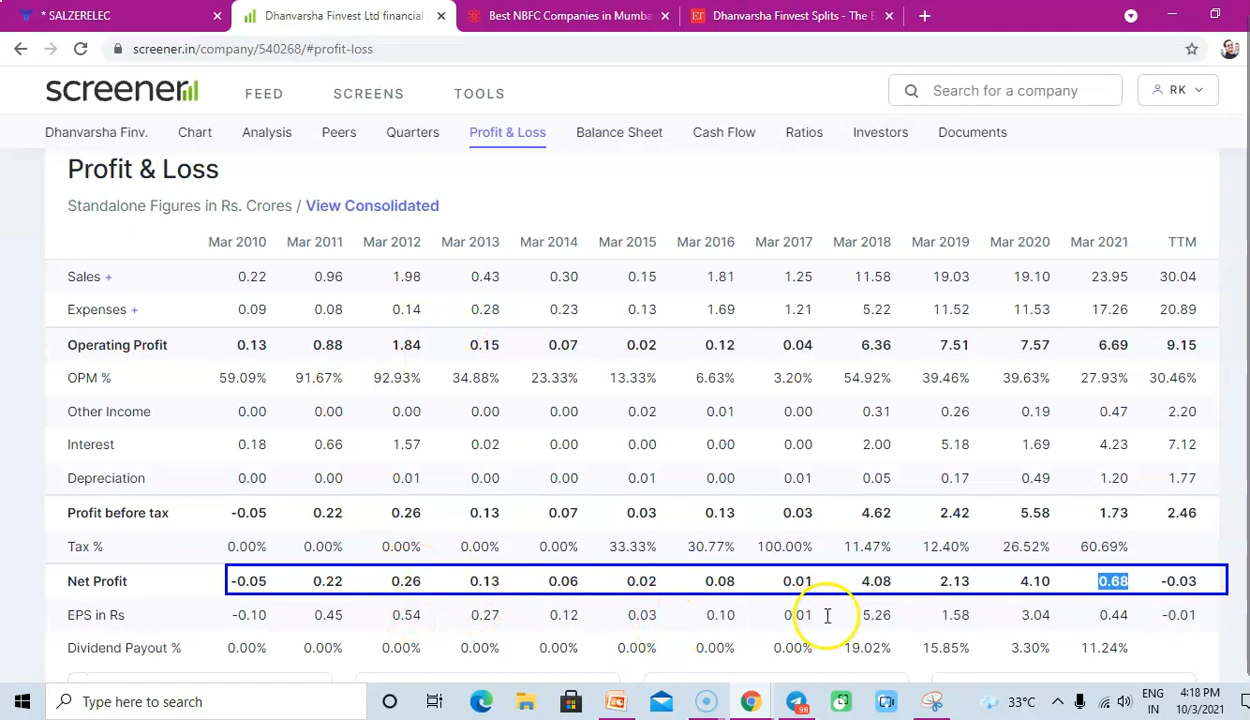 * SALZERELEC
Dhanvarsha Finvest Ltd financial
Best NBFC Companies in Mumba
ET Dhanvarsha Finvest Splits - The E
screener.in/company/540268/#profit-loss
screener
FEED SCREENS TOOLS
Search for a company
RK
Dhanvarsha Finv. Chart Analysis Peers Quarters Profit & Loss Balance Sheet Cash Flow Ratios Investors Documents
Profit & Loss
Standalone Figures in Rs. Crores / View Consolidated
Mar 2010 Mar 2011 Mar 2012 Mar 2013 Mar 2014 Mar 2015 Mar 2016 Mar 2017 Mar 2018 Mar 2019 Mar 2020 Mar 2021 TTM
Sales + 0.22 0.96 1.98 0.43 0.30 0.15 1.81 1.25 11.58 19.03 19.10 23.95 30.04
Expenses + 0.09 0.08 0.14 0.28 0.23 0.13 1.69 1.21 5.22 11.52 11.53 17.26 20.89
Operating Profit 0.13 0.88 1.84 0.15 0.07 0.02 0.12 0.04 6.36 7.51 7.57 6.69 9.15
OPM % 59.09% 91.67% 92.93% 34.88% 23.33% 13.33% 6.63% 3.20% 54.92% 39.46% 39.63% 27.93% 30.46%
Other Income 0.00 0.00 0.00 0.00 0.00 0.02 0.01 0.00 0.31 0.26 0.19 0.47 2.20
Interest 0.18 0.66 1.57 0.02 0.00 0.00 0.00 0.00 2.00 5.18 1.69 4.23 7.12
Depreciation 0.00 0.00 0.01 0.00 0.00 0.01 0.00 0.01 0.05 0.17 0.49 1.20 1.77
Profit before tax -0.05 0.22 0.26 0.13 0.07 0.03 0.13 0.03 4.62 2.42 5.58 1.73 2.46
Tax % 0.00% 0.00% 0.00% 0.00% 0.00% 33.33% 30.77% 100.00% 11.47% 12.40% 26.52% 60.69%
Net Profit -0.05 0.22 0.26 0.13 0.06 0.02 0.08 0.01 4.08 2.13 4.10 0.68 -0.03
EPS in Rs -0.10 0.45 0.54 0.27 0.12 0.03 0.10 0.01 5.26 1.58 3.04 0.44 -0.01
Dividend Payout % 0.00% 0.00% 0.00% 0.00% 0.00% 0.00% 0.00% 0.00% 19.02% 15.85% 3.30% 11.24%
Type here to search
98
33°C
ENG
IN
4:18 PM
10/3/2021